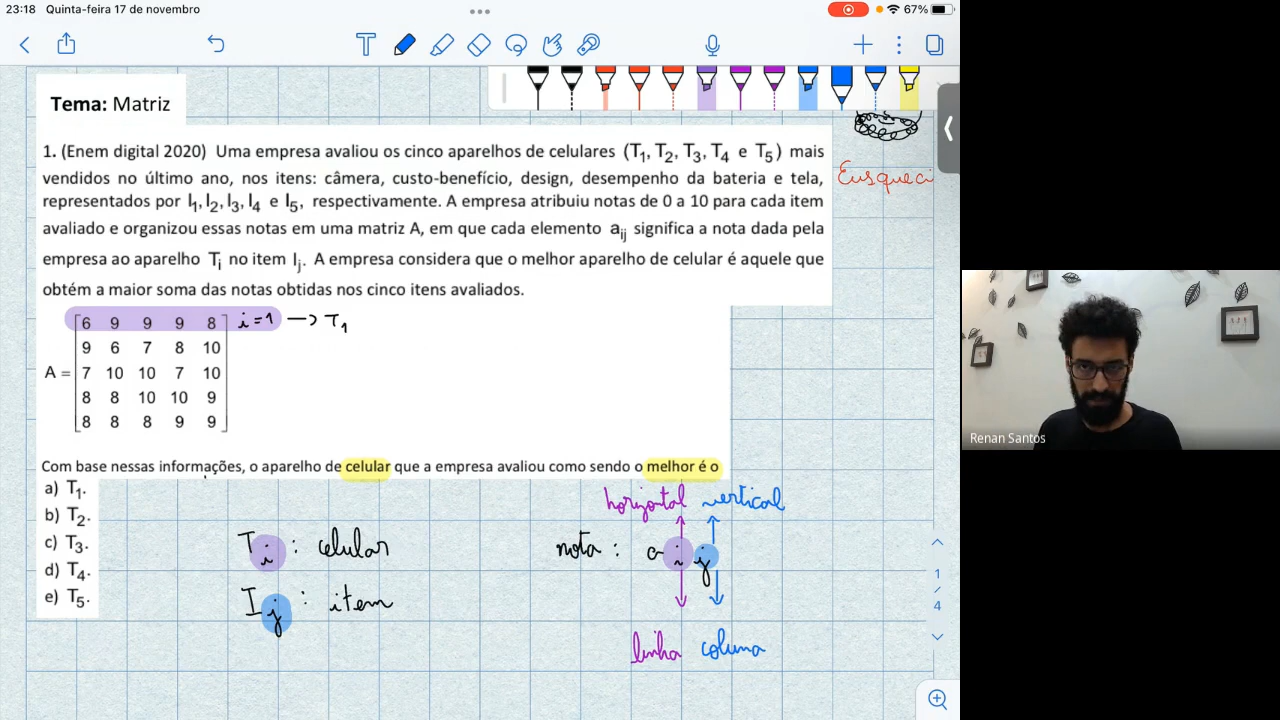 23:18 Quinta-feira 17 de novembro
67%
Tema: Matriz
1. (Enem digital 2020) Uma empresa avaliou os cinco aparelhos de celulares (T₁, T₂, T₃, T₄ e T₅) mais
vendidos no último ano, nos itens: câmera, custo-benefício, design, desempenho da bateria e tela,
representados por I₁, I₂, I₃, I₄ e I₅, respectivamente. A empresa atribuiu notas de 0 a 10 para cada item
avaliado e organizou essas notas em uma matriz A, em que cada elemento aᵢⱼ significa a nota dada pela
empresa ao aparelho Tᵢ no item Iⱼ. A empresa considera que o melhor aparelho de celular é aquele que
obtém a maior soma das notas obtidas nos cinco itens avaliados.
Eusqueci
6 9 9 9 8 i=1 → T₁
9 6 7 8 10
A = 7 10 10 7 10
8 8 10 10 9
8 8 8 9 9
Com base nessas informações, o aparelho de celular que a empresa avaliou como sendo o melhor é o
a) T₁.
b) T₂.
c) T₃.
d) T₄.
e) T₅.
Tᵢ : celular
Iⱼ : item
horizontal vertical
nota : a i j
linha coluna
1
/
4
T
Renan Santos